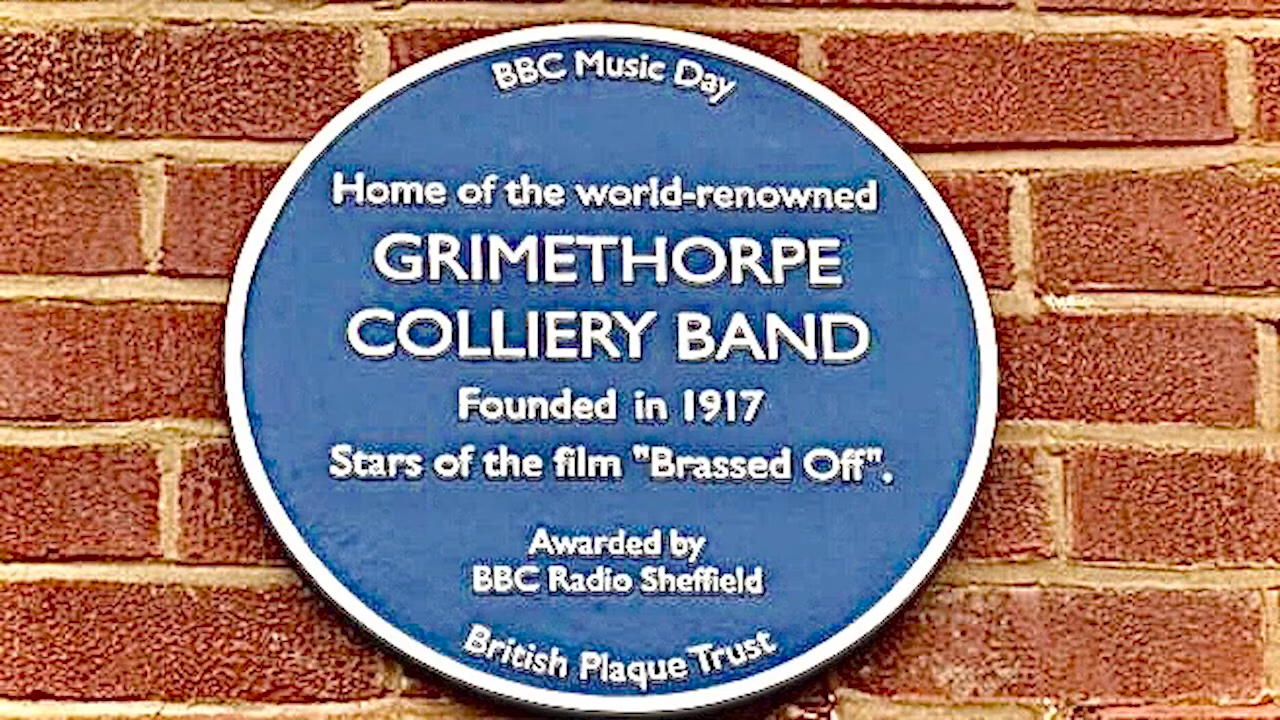 BBC Music Day
Home of the world-renowned
GRIMETHORPE
COLLIERY BAND
Founded in 1917
Stars of the film "Brassed Off".
Awarded by
BBC Radio Sheffield
British Plaque Trust